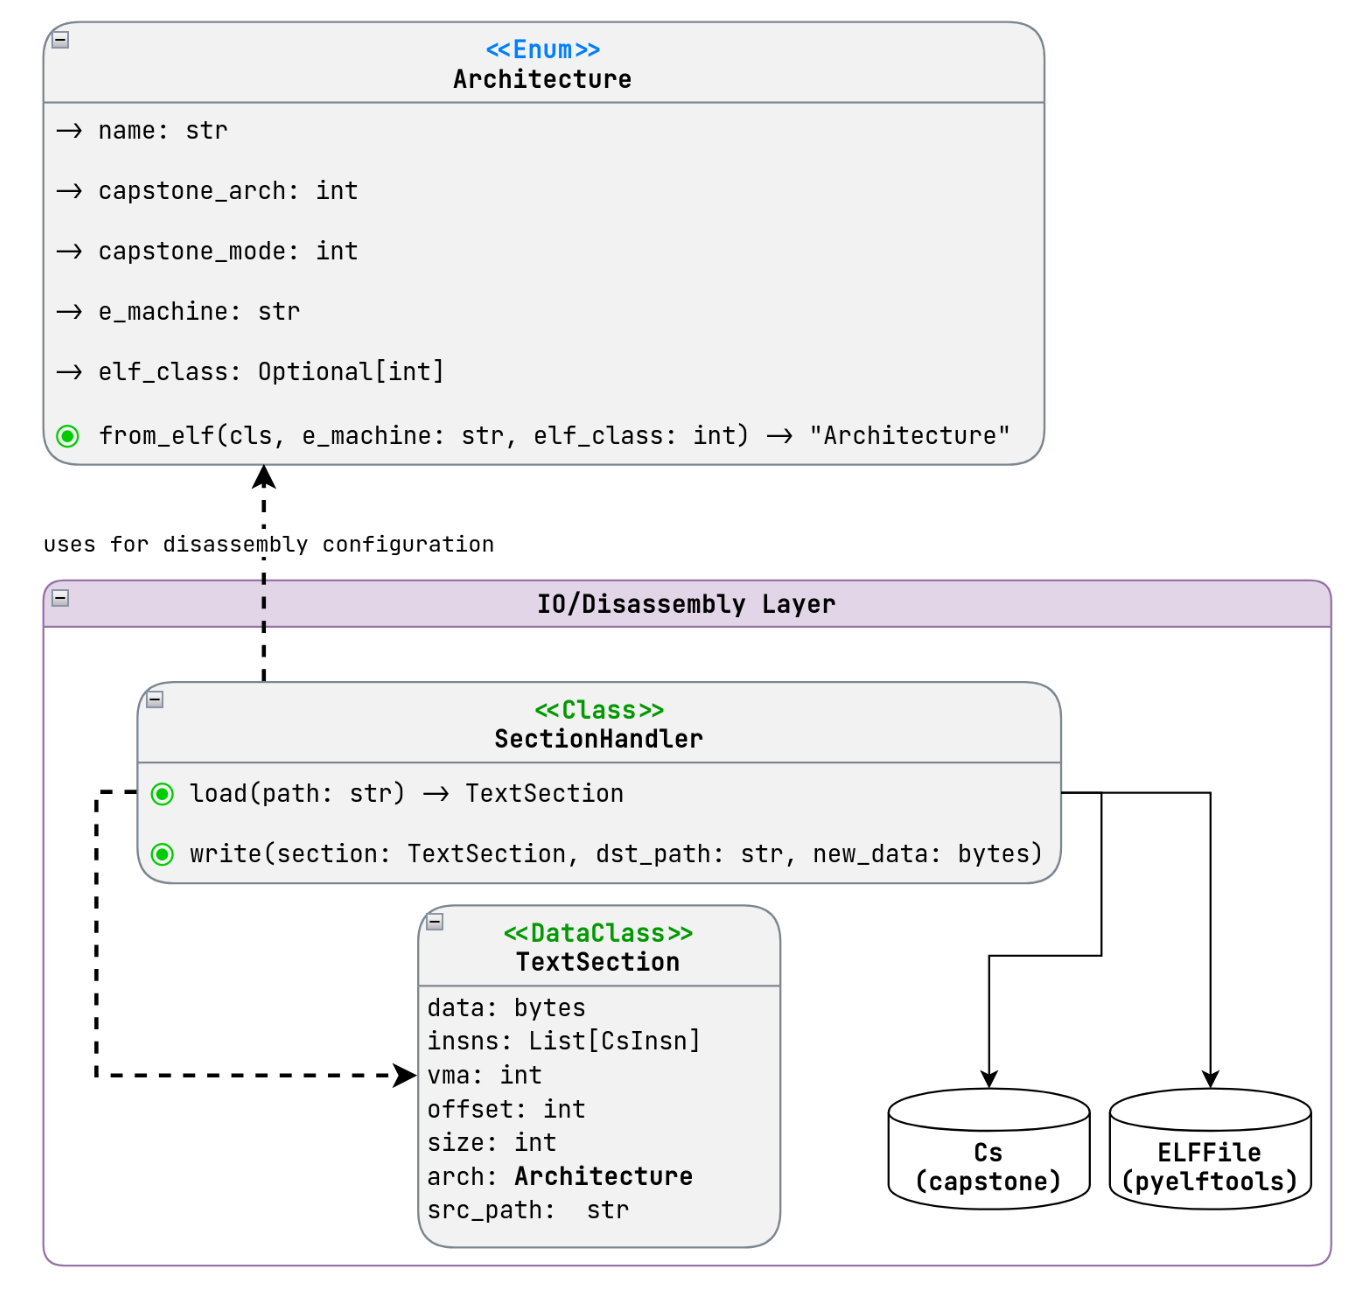 <<Enum>>
Architecture
→ name: str
→ capstone_arch: int
→ capstone_mode: int
→ e_machine: str
→ elf_class: Optional[int]
from_elf(cls, e_machine: str, elf_class: int) → "Architecture"
uses for disassembly configuration
IO/Disassembly Layer
<<Class>>
SectionHandler
load(path: str) → TextSection
write(section: TextSection, dst_path: str, new_data: bytes)
<<DataClass>>
TextSection
data: bytes
insns: List[CsInsn]
vma: int
offset: int
size: int
arch: Architecture
src_path:  str
Cs
(capstone)
ELFFile
(pyelftools)